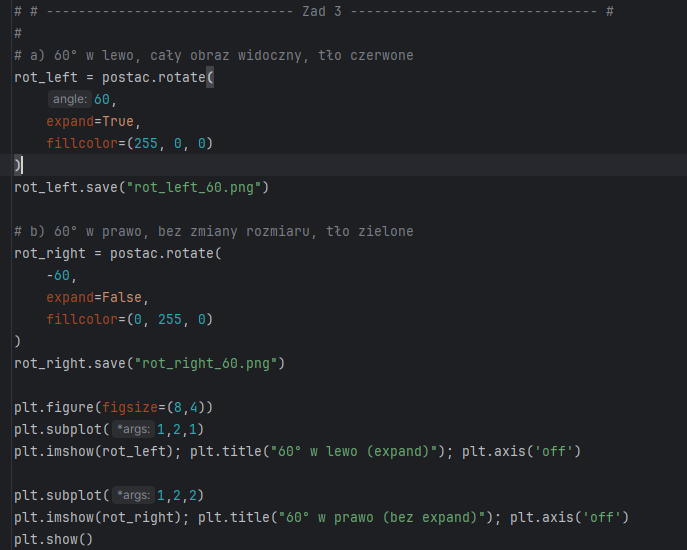 # # ------------------------------- Zad 3 ------------------------------- #
#
# a) 60° w lewo, cały obraz widoczny, tło czerwone
rot_left = postac.rotate(
    angle: 60,
    expand=True,
    fillcolor=(255, 0, 0)
)
rot_left.save("rot_left_60.png")

# b) 60° w prawo, bez zmiany rozmiaru, tło zielone
rot_right = postac.rotate(
    -60,
    expand=False,
    fillcolor=(0, 255, 0)
)
rot_right.save("rot_right_60.png")

plt.figure(figsize=(8,4))
plt.subplot( *args: 1,2,1)
plt.imshow(rot_left); plt.title("60° w lewo (expand)"); plt.axis('off')

plt.subplot( *args: 1,2,2)
plt.imshow(rot_right); plt.title("60° w prawo (bez expand)"); plt.axis('off')
plt.show()